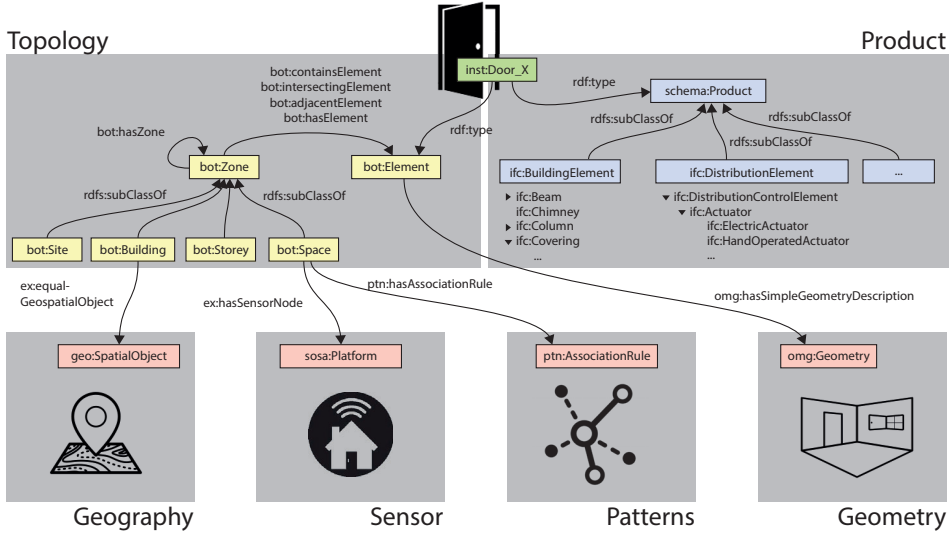 Topology
Product
inst:Door_X
bot:containsElement
bot:intersectingElement
bot:adjacentElement
bot:hasElement
rdf:type
rdf:type
schema:Product
bot:hasZone
rdfs:subClassOf
rdfs:subClassOf
rdfs:subClassOf
bot:Zone
bot:Element
ifc:BuildingElement
ifc:DistributionElement
...
rdfs:subClassOf
rdfs:subClassOf
ifc:Beam
ifc:Chimney
ifc:Column
ifc:Covering
...
ifc:DistributionControlElement
ifc:Actuator
ifc:ElectricActuator
ifc:HandOperatedActuator
...
bot:Site
bot:Building
bot:Storey
bot:Space
ex:equal-
GeospatialObject
ex:hasSensorNode
ptn:hasAssociationRule
omg:hasSimpleGeometryDescription
geo:SpatialObject
sosa:Platform
ptn:AssociationRule
omg:Geometry
Geography
Sensor
Patterns
Geometry